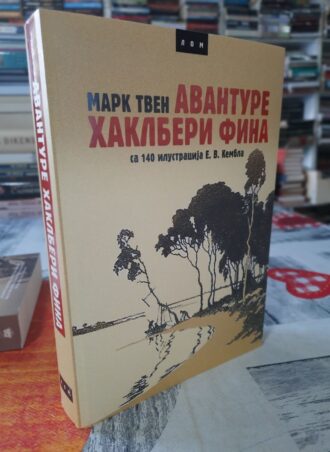 ЛОМ
МАРК ТВЕН АВАНТУРЕ
ХАКЛБЕРИ ФИНА
са 140 илустрација Е. В. Кембла
АВАНТУРЕ ХАКЛБЕРИ ФИНА